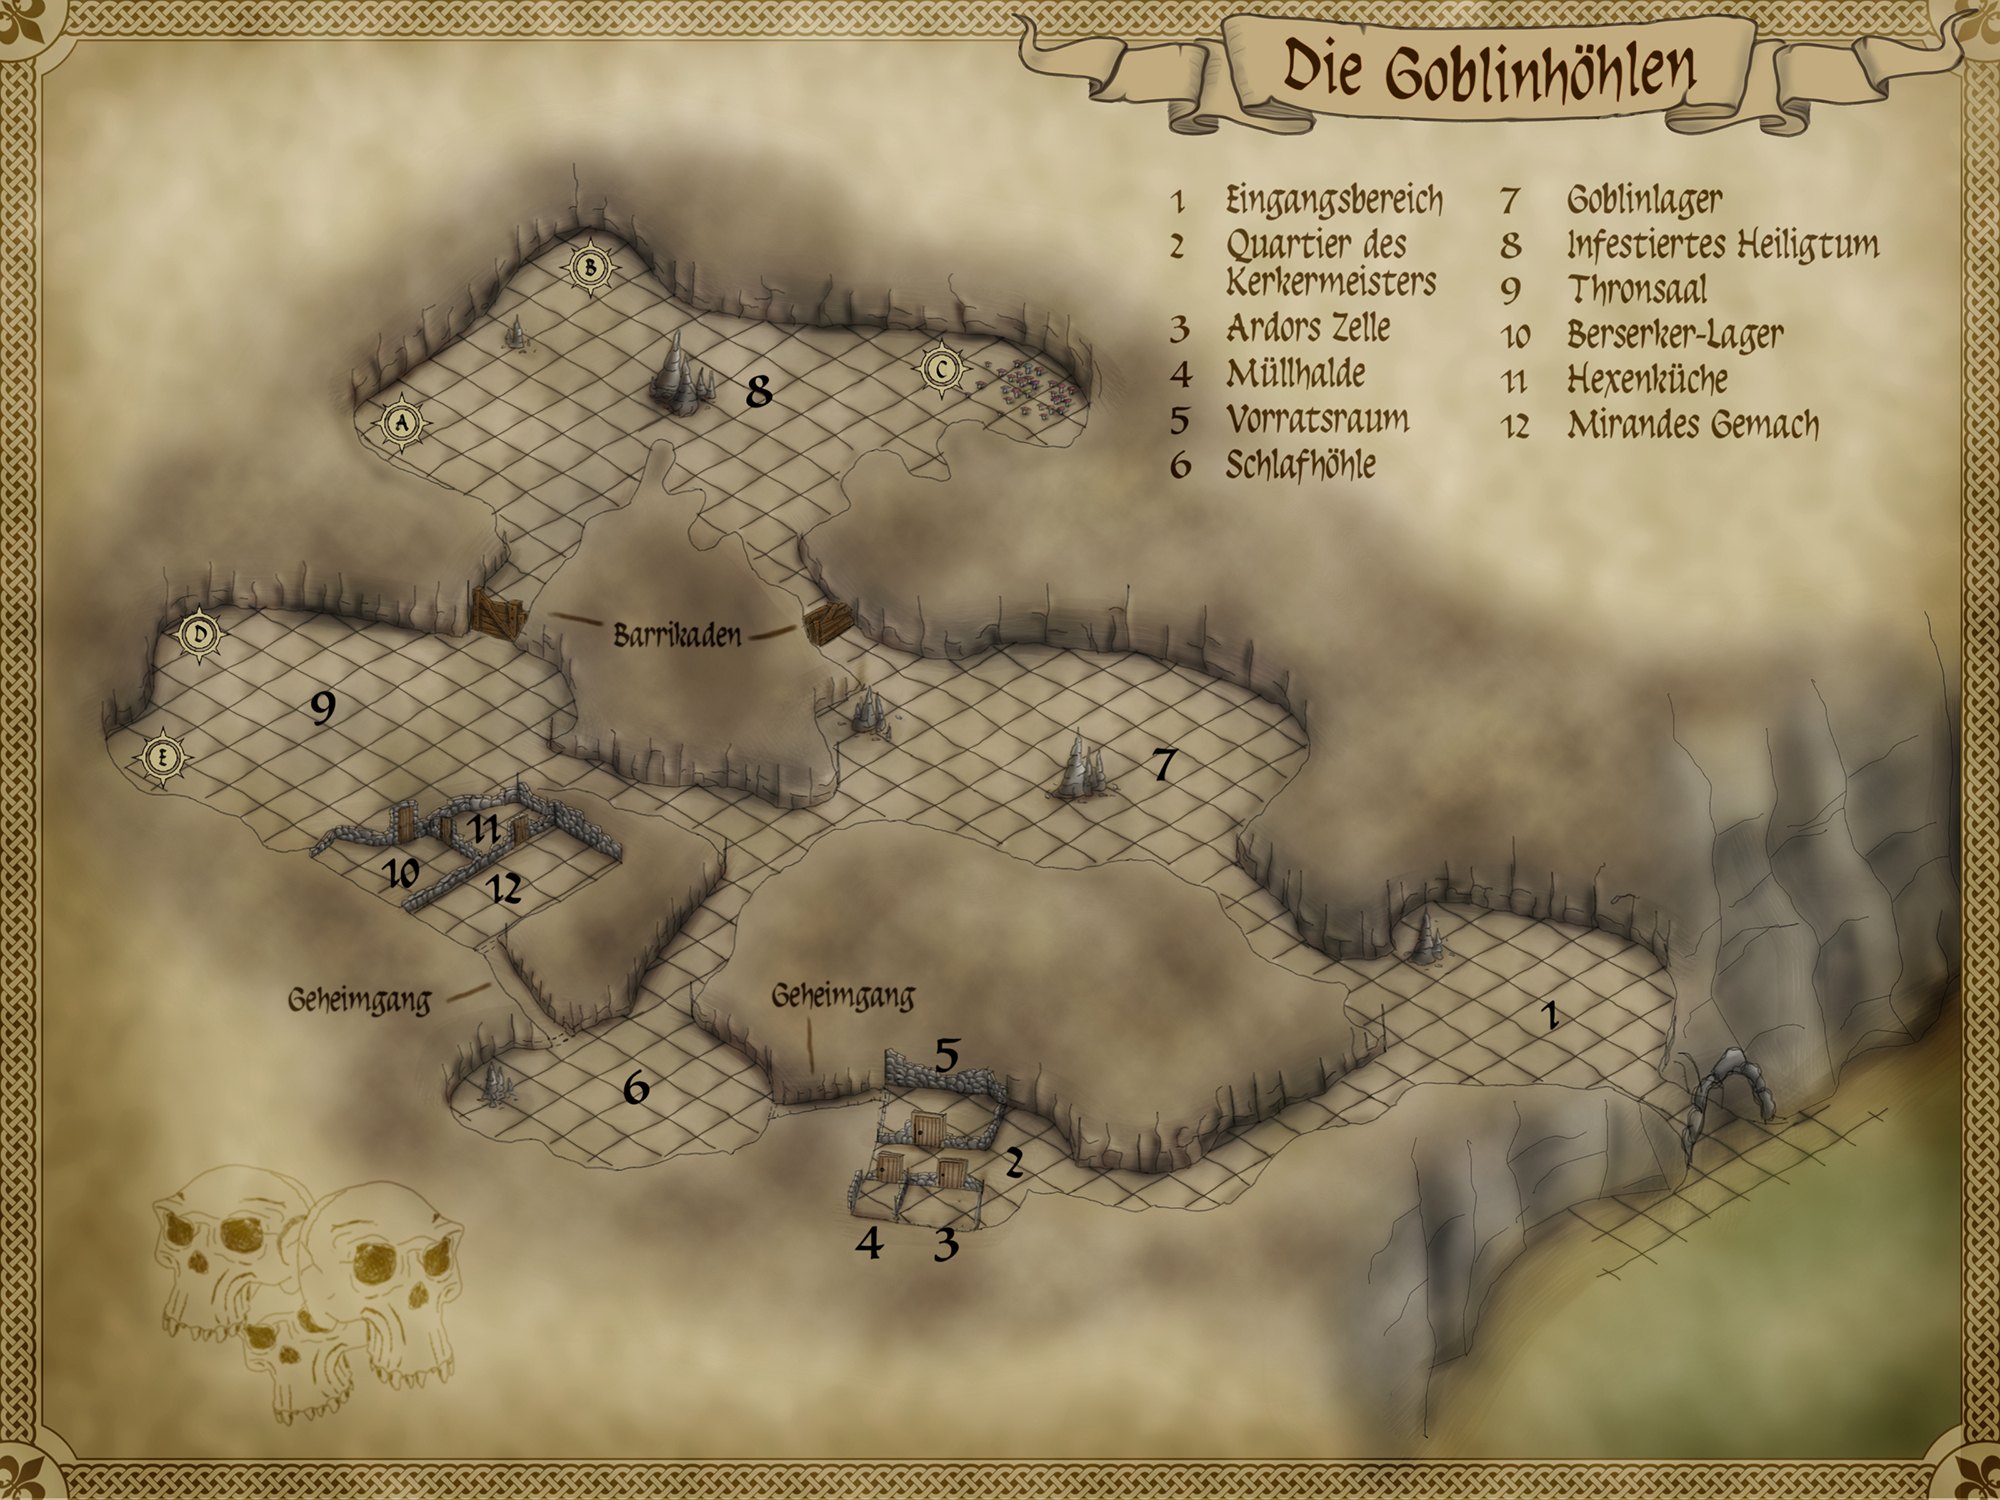 Die Goblinhöhlen
1 Eingangsbereich
2 Quartier des
Kerkermeisters
3 Ardors Zelle
4 Müllhalde
5 Vorratsraum
6 Schlafhöhle
7 Goblinlager
8 Infestiertes Heiligtum
9 Thronsaal
10 Berserker-Lager
11 Hexenküche
12 Mirandes Gemach
B
C
8
A
D
Barrikaden
9
E
7
11
10
12
Geheimgang
Geheimgang
1
5
6
2
4
3